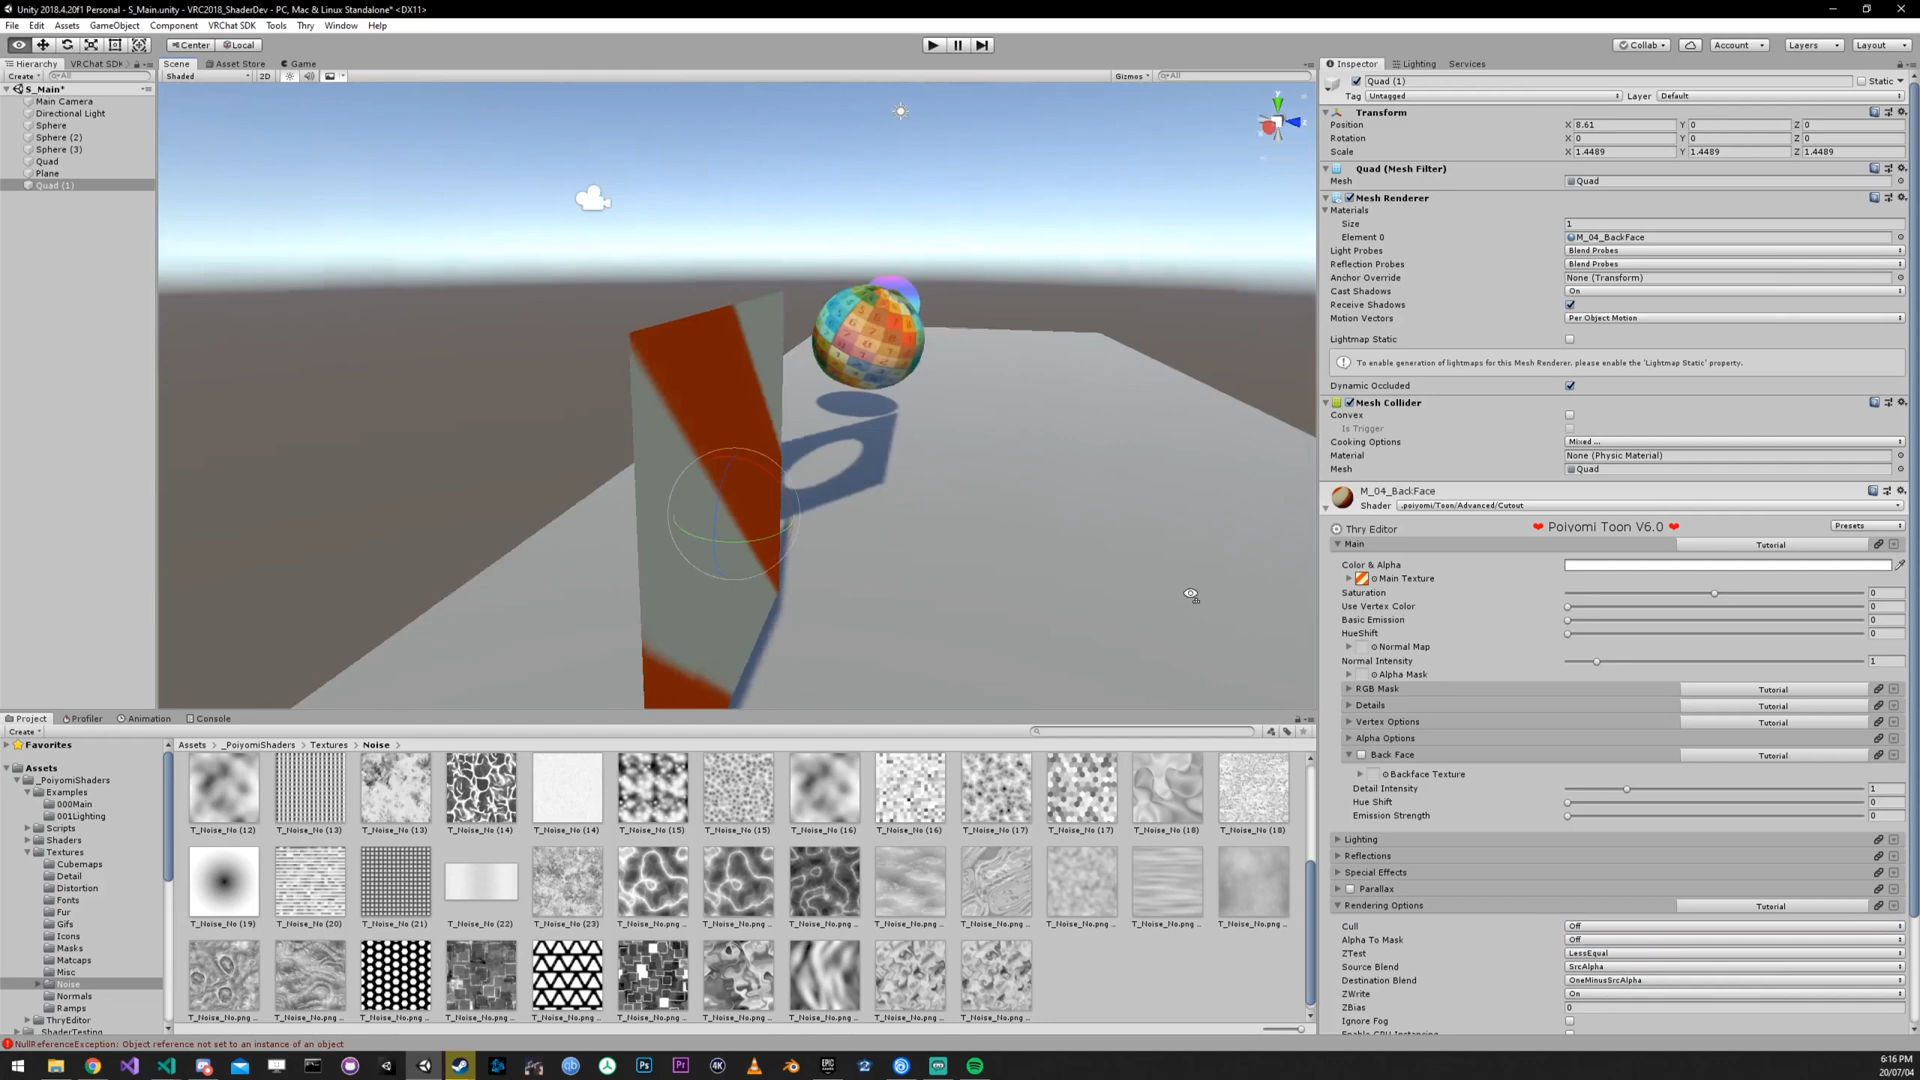 Unity 2018.4.20f1 Personal - S_Main.unity - VRC2018_ShaderDev - PC, Mac & Linux Standalone* <DX11>
File Edit Assets GameObject Component VRChat SDK Tools Thry Window Help
Center Local Collab Account Layers Layout
Hierarchy VRChat SDK
Create All
S_Main*
Main Camera
Directional Light
Sphere
Sphere (2)
Sphere (3)
Quad
Plane
Quad (1)
Scene Asset Store Game
Shaded 2D Gizmos All
y
z
Inspector Lighting Services
Quad (1) Static
Tag Untagged Layer Default
Transform
Position X 8.61 Y 0 Z 0
Rotation X 0 Y 0 Z 0
Scale X 1.4489 Y 1.4489 Z 1.4489
Quad (Mesh Filter)
Mesh Quad
Mesh Renderer
Materials
Size 1
Element 0 M_04_BackFace
Light Probes Blend Probes
Reflection Probes Blend Probes
Anchor Override None (Transform)
Cast Shadows On
Receive Shadows
Motion Vectors Per Object Motion
Lightmap Static
To enable generation of lightmaps for this Mesh Renderer, please enable the 'Lightmap Static' property.
Dynamic Occluded
Mesh Collider
Convex
Is Trigger
Cooking Options Mixed ...
Material None (Physic Material)
Mesh Quad
M_04_BackFace
Shader .poiyomi/Toon/Advanced/Cutout
Thry Editor ❤ Poiyomi Toon V6.0 ❤ Presets
Main Tutorial
Color & Alpha
Main Texture
Saturation 0
Use Vertex Color 0
Basic Emission 0
HueShift 0
Normal Map
Normal Intensity 1
Alpha Mask
RGB Mask Tutorial
Details Tutorial
Vertex Options Tutorial
Alpha Options Tutorial
Back Face Tutorial
Backface Texture
Detail Intensity 1
Hue Shift 0
Emission Strength 0
Lighting
Reflections
Special Effects
Parallax
Rendering Options Tutorial
Cull Off
Alpha To Mask Off
ZTest LessEqual
Source Blend SrcAlpha
Destination Blend OneMinusSrcAlpha
ZWrite On
ZBias 0
Ignore Fog
Project Profiler Animation Console
Create
Favorites
Assets
_PoiyomiShaders
Examples
000Main
001Lighting
Scripts
Shaders
Textures
Cubemaps
Detail
Distortion
Fonts
Fur
Gifs
Icons
Masks
Matcaps
Misc
Noise
Normals
Ramps
ThryEditor
ShaderTesting
Assets _PoiyomiShaders Textures Noise
T_Noise_No (12) T_Noise_No (13) T_Noise_No (13) T_Noise_No (14) T_Noise_No (14) T_Noise_No (15) T_Noise_No (15) T_Noise_No (16) T_Noise_No (16) T_Noise_No (17) T_Noise_No (17) T_Noise_No (18) T_Noise_No (18)
T_Noise_No (19) T_Noise_No (20) T_Noise_No (21) T_Noise_No (22) T_Noise_No (23) T_Noise_No.png ... T_Noise_No.png ... T_Noise_No.png ... T_Noise_No.png ... T_Noise_No.png ... T_Noise_No.png ... T_Noise_No.png ... T_Noise_No.png ...
T_Noise_No.png ... T_Noise_No.png ... T_Noise_No.png ... T_Noise_No.png ... T_Noise_No.png ... T_Noise_No.png ... T_Noise_No.png ... T_Noise_No.png ... T_Noise_No.png ... T_Noise_No.png ...
NullReferenceException: Object reference not set to an instance of an object
qb Ps Pr 4K EPIC
6:16 PM
20/07/04